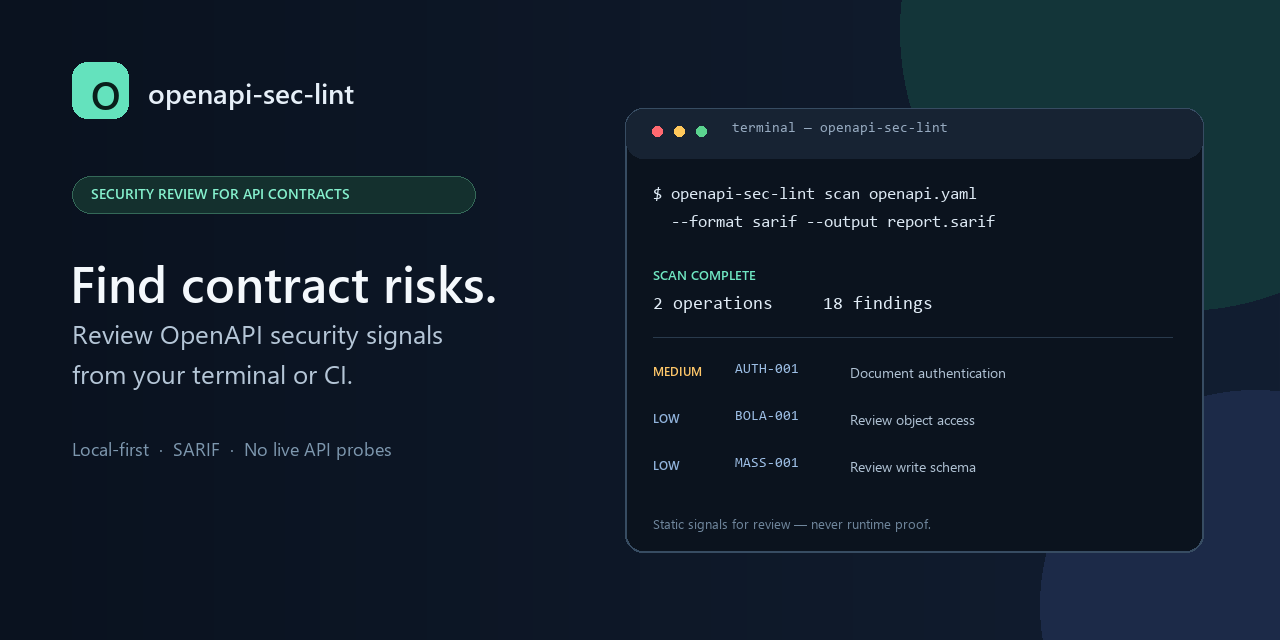 O
openapi-sec-lint
SECURITY REVIEW FOR API CONTRACTS
Find contract risks.
Review OpenAPI security signals
from your terminal or CI.
Local-first · SARIF · No live API probes
terminal — openapi-sec-lint
$ openapi-sec-lint scan openapi.yaml
--format sarif --output report.sarif
SCAN COMPLETE
2 operations 18 findings
MEDIUM AUTH-001 Document authentication
LOW BOLA-001 Review object access
LOW MASS-001 Review write schema
Static signals for review — never runtime proof.